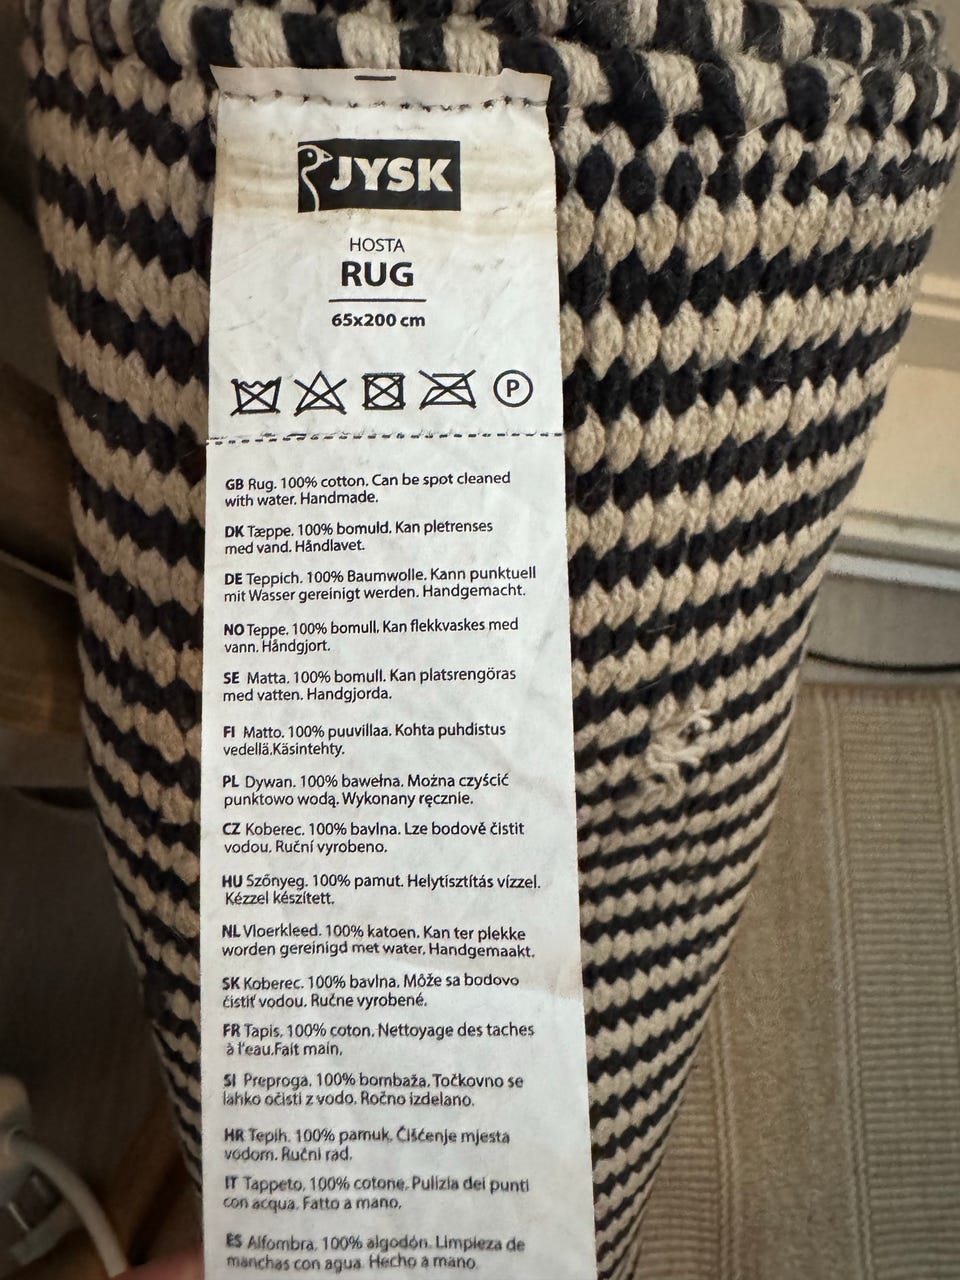 JYSK
HOSTA
RUG
65x200 cm
P
GB Rug. 100% cotton. Can be spot cleaned
with water. Handmade.
DK Tæppe. 100% bomuld. Kan pletrenses
med vand. Håndlavet.
DE Teppich. 100% Baumwolle. Kann punktuell
mit Wasser gereinigt werden. Handgemacht.
NO Teppe. 100% bomull. Kan flekkvaskes med
vann. Håndgjort.
SE Matta. 100% bomull. Kan platsrengöras
med vatten. Handgjorda.
FI Matto. 100% puuvillaa. Kohta puhdistus
vedellä.Käsintehty.
PL Dywan. 100% bawełna. Można czyścić
punktowo wodą. Wykonany ręcznie.
CZ Koberec. 100% bavlna. Lze bodově čistit
vodou. Ruční vyrobeno.
HU Szőnyeg. 100% pamut. Helytisztítás vízzel.
Kézzel készített.
NL Vloerkleed. 100% katoen. Kan ter plekke
worden gereinigd met water. Handgemaakt.
SK Koberec. 100% bavlna. Môže sa bodovo
čistiť vodou. Ručne vyrobené.
FR Tapis. 100% coton. Nettoyage des taches
à l'eau.Fait main.
SI Preproga. 100% bombaža. Točkovno se
lahko očisti z vodo. Ročno izdelano.
HR Tepih. 100% pamuk. Čišćenje mjesta
vodom. Ručni rad.
IT Tappeto. 100% cotone. Pulizia dei punti
con acqua. Fatto a mano.
ES Alfombra. 100% algodón. Limpieza de
manchas con agua. Hecho a mano.